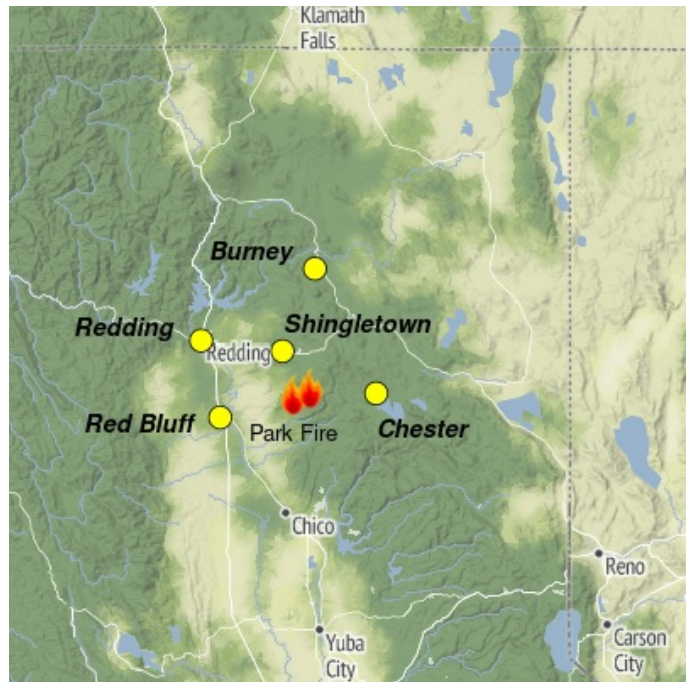 Klamath
Falls
Burney
Redding
Shingletown
Redding
Red Bluff
Park Fire
Chester
Chico
Reno
Yuba
City
Carson
City